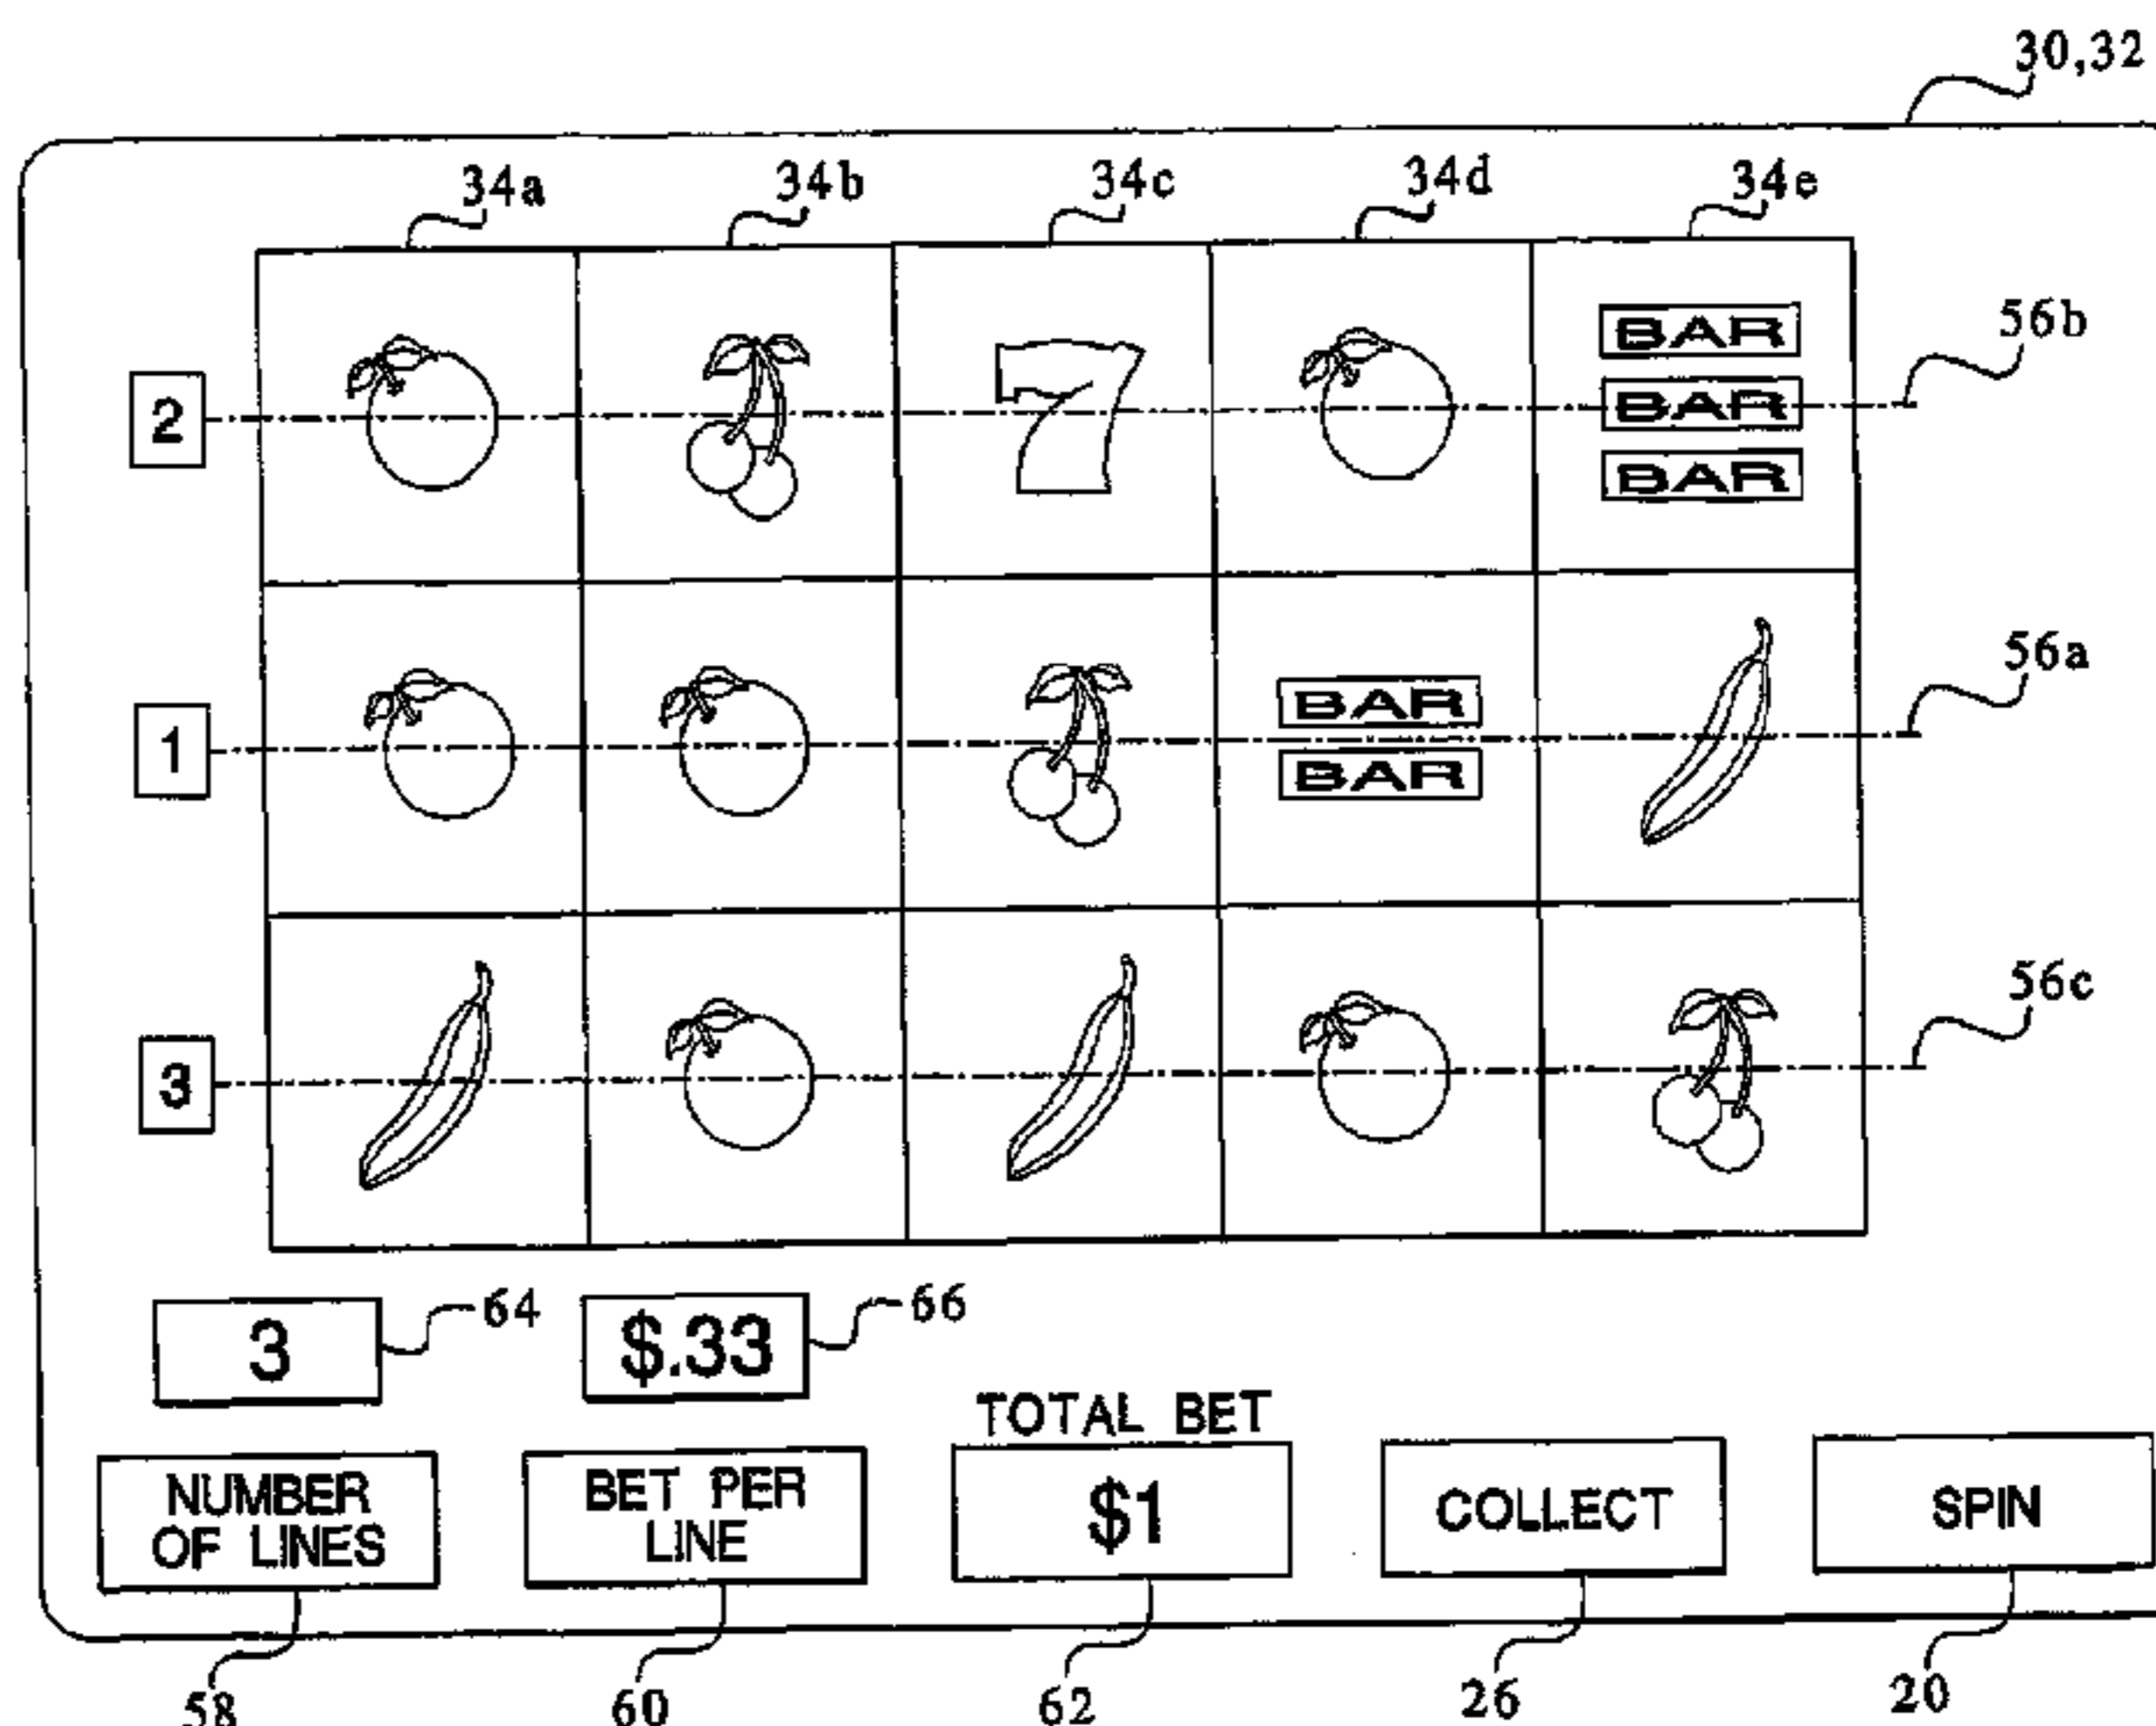 30,32
34a 34b 34c 34d 34e
BAR
56b
2
7
BAR
BAR
56a
1
BAR
BAR
56c
3
3
64
$.33
66
TOTAL BET
NUMBER
OF LINES
BET PER
LINE
$1
COLLECT
SPIN
58 60 62 26 20